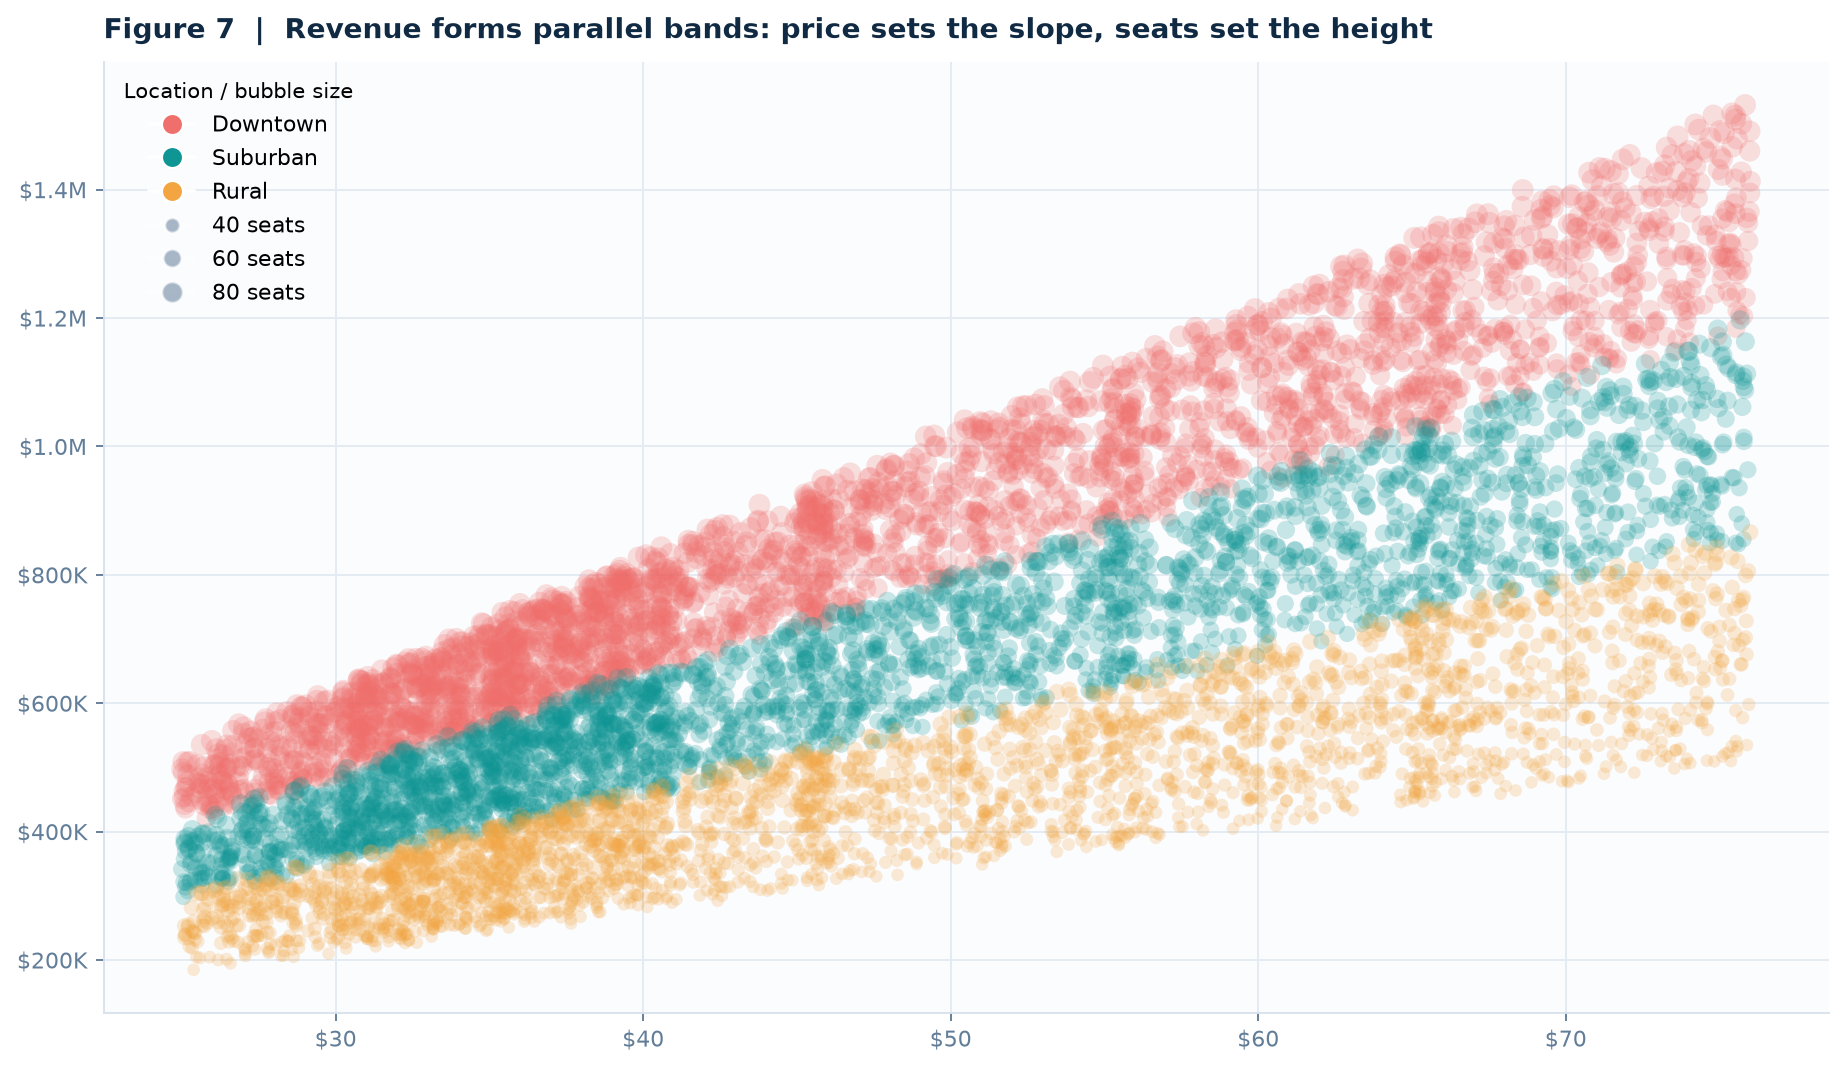 Figure 7 | Revenue forms parallel bands: price sets the slope, seats set the height
Location / bubble size
Downtown
Suburban
Rural
40 seats
60 seats
80 seats
$1.4M
$1.2M
$1.0M
$800K
$600K
$400K
$200K
$30 $40 $50 $60 $70